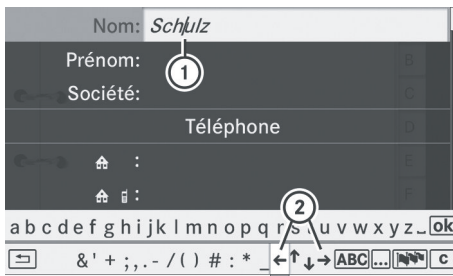 Nom: Schulz
1
Prénom:
B
Société:
C
Téléphone
D
:
E
:
F
2
a b c d e f g h i j k l m n o p q r s t u v w x y z _ ok
& ' + ; , . - / ( ) # : * _ ← ↑ ↓ → ABC ... c